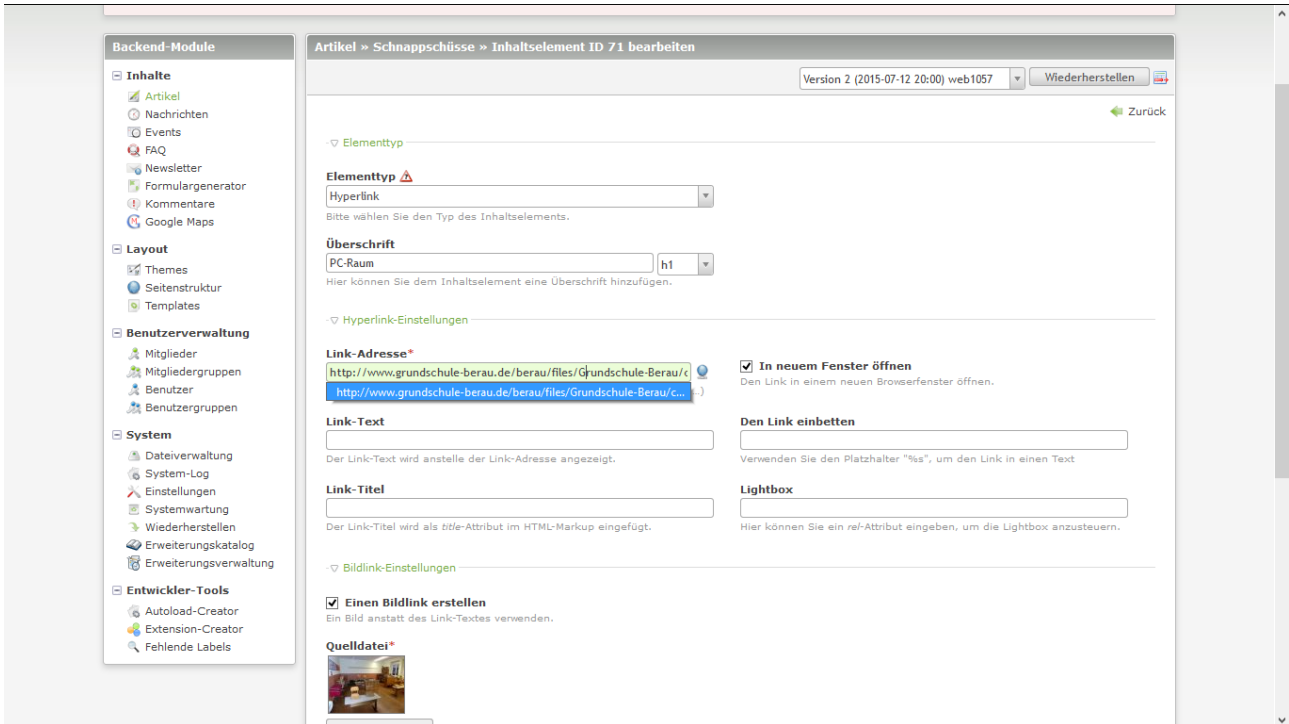 Backend-Module
Inhalte
Artikel
Nachrichten
Events
FAQ
Newsletter
Formulargenerator
Kommentare
Google Maps
Layout
Themes
Seitenstruktur
Templates
Benutzerverwaltung
Mitglieder
Mitgliedergruppen
Benutzer
Benutzergruppen
System
Dateiverwaltung
System-Log
Einstellungen
Systemwartung
Wiederherstellen
Erweiterungskatalog
Erweiterungsverwaltung
Entwickler-Tools
Autoload-Creator
Extension-Creator
Fehlende Labels
Artikel » Schnappschüsse » Inhaltselement ID 71 bearbeiten
Version 2 (2015-07-12 20:00) web1057 Wiederherstellen
Zurück
Elementtyp
Elementtyp
Hyperlink
Bitte wählen Sie den Typ des Inhaltselements.
Überschrift
PC-Raum h1
Hier können Sie dem Inhaltselement eine Überschrift hinzufügen.
Hyperlink-Einstellungen
Link-Adresse*
http://www.grundschule-berau.de/berau/files/Grundschule-Berau/c
http://www.grundschule-berau.de/berau/files/Grundschule-Berau/c... ..)
In neuem Fenster öffnen
Den Link in einem neuen Browserfenster öffnen.
Link-Text
Der Link-Text wird anstelle der Link-Adresse angezeigt.
Den Link einbetten
Verwenden Sie den Platzhalter "%s", um den Link in einen Text
Link-Titel
Der Link-Titel wird als title-Attribut im HTML-Markup eingefügt.
Lightbox
Hier können Sie ein rel-Attribut eingeben, um die Lightbox anzusteuern.
Bildlink-Einstellungen
Einen Bildlink erstellen
Ein Bild anstatt des Link-Textes verwenden.
Quelldatei*